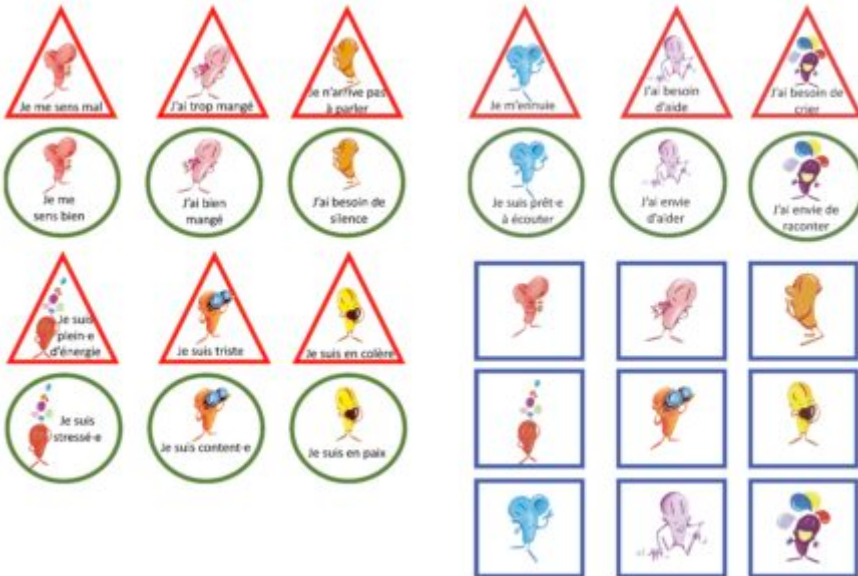 Je me sens mal
J'ai trop mangé
Je n'arrive pas
à parler
Je m'ennuie
J'ai besoin
d'aide
J'ai besoin de
crier
Je me
sens bien
J'ai bien
mangé
J'ai besoin de
silence
Je suis prêt·e
à écouter
J'ai envie
d'aider
J'ai envie de
raconter
Je suis
plein·e
d'énergie
Je suis triste
Je suis en colère
Je suis
stressé·e
Je suis content·e
Je suis en paix